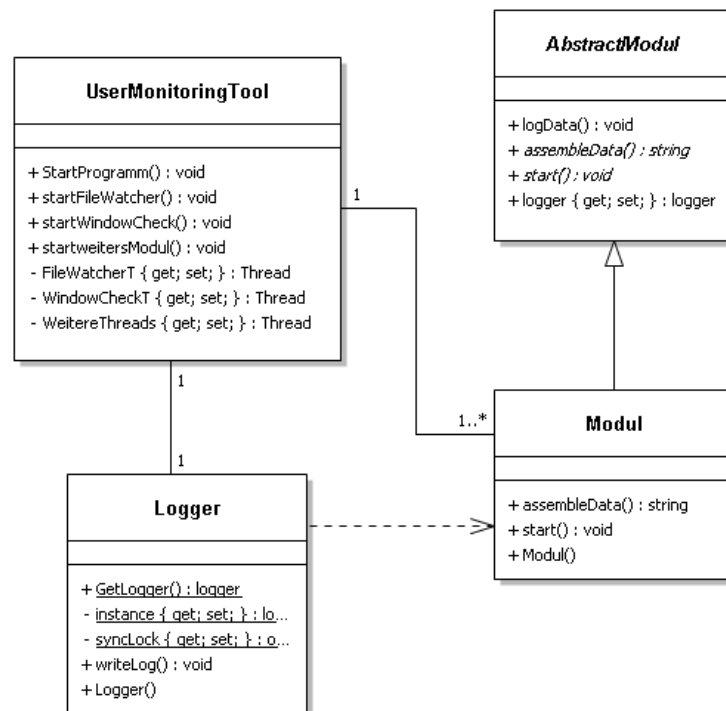 AbstractModul
+ logData() : void
+ assembleData() : string
+ start() : void
+ logger { get; set; } : logger
UserMonitoringTool
+ StartProgramm() : void
+ startFileWatcher() : void
+ startWindowCheck() : void
+ startweitersModul() : void
- FileWatcherT { get; set; } : Thread
- WindowCheckT { get; set; } : Thread
- WeitereThreads { get; set; } : Thread
1
1..*
1
1
Modul
+ assembleData() : string
+ start() : void
+ Modul()
Logger
+ GetLogger() : logger
- instance { get; set; } : lo...
- syncLock { get; set; } : o...
+ writeLog() : void
+ Logger()